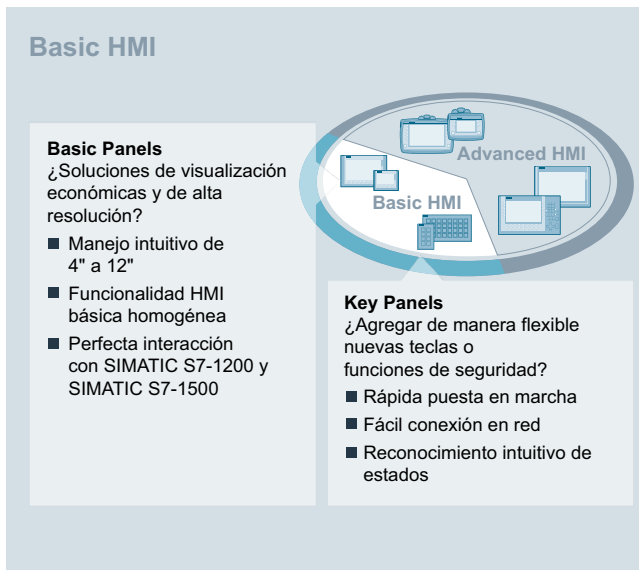 Basic HMI
Basic Panels
¿Soluciones de visualización
económicas y de alta
resolución?
Manejo intuitivo de
4" a 12"
Funcionalidad HMI
básica homogénea
Perfecta interacción
con SIMATIC S7-1200 y
SIMATIC S7-1500
Advanced HMI
Basic HMI
Key Panels
¿Agregar de manera flexible
nuevas teclas o
funciones de seguridad?
Rápida puesta en marcha
Fácil conexión en red
Reconocimiento intuitivo de
estados